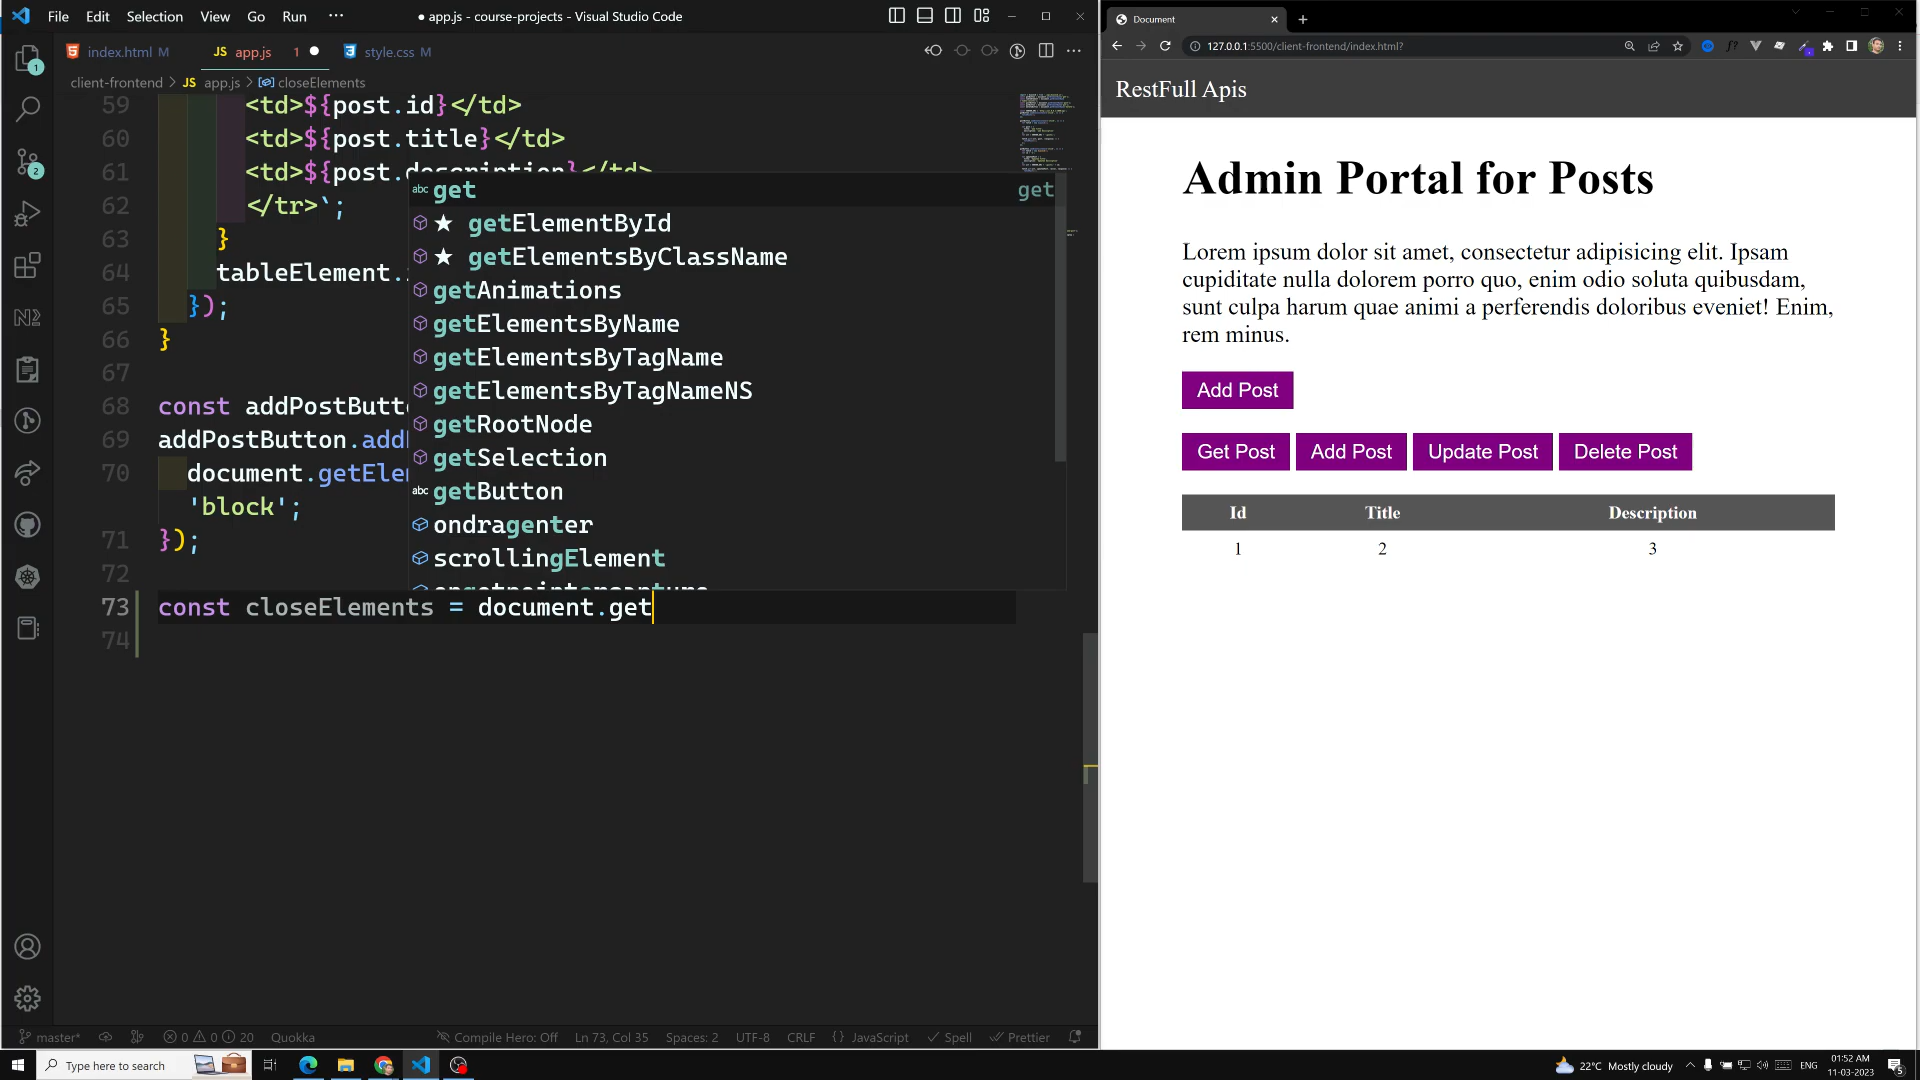 File Edit Selection View Go Run ···
● app.js - course-projects - Visual Studio Code
index.html M
JS app.js 1 ●
style.css M
client-frontend > JS app.js > closeElements
59 <td>${post.id}</td>
60 <td>${post.title}</td>
61 <td>${post.description}</td>
62 </tr>`;
63 }
64 tableElement.
65 });
66 }
67
68 const addPostButt
69 addPostButton.add
70 document.getEle
'block';
71 });
72
73 const closeElements = document.get
74
abc get get
★ getElementById
★ getElementsByClassName
getAnimations
getElementsByName
getElementsByTagName
getElementsByTagNameNS
getRootNode
getSelection
abc getButton
ondragenter
scrollingElement
1
2
master* 0 0 20 Quokka Compile Hero: Off Ln 73, Col 35 Spaces: 2 UTF-8 CRLF {} JavaScript Spell Prettier
Document
127.0.0.1:5500/client-frontend/index.html?
RestFull Apis
Admin Portal for Posts
Lorem ipsum dolor sit amet, consectetur adipisicing elit. Ipsam
cupiditate nulla dolorem porro quo, enim odio soluta quibusdam,
sunt culpa harum quae animi a perferendis doloribus eveniet! Enim,
rem minus.
Add Post
Get Post Add Post Update Post Delete Post
Id Title Description
1 2 3
Type here to search
22°C Mostly cloudy
ENG
01:52 AM
11-03-2023
5